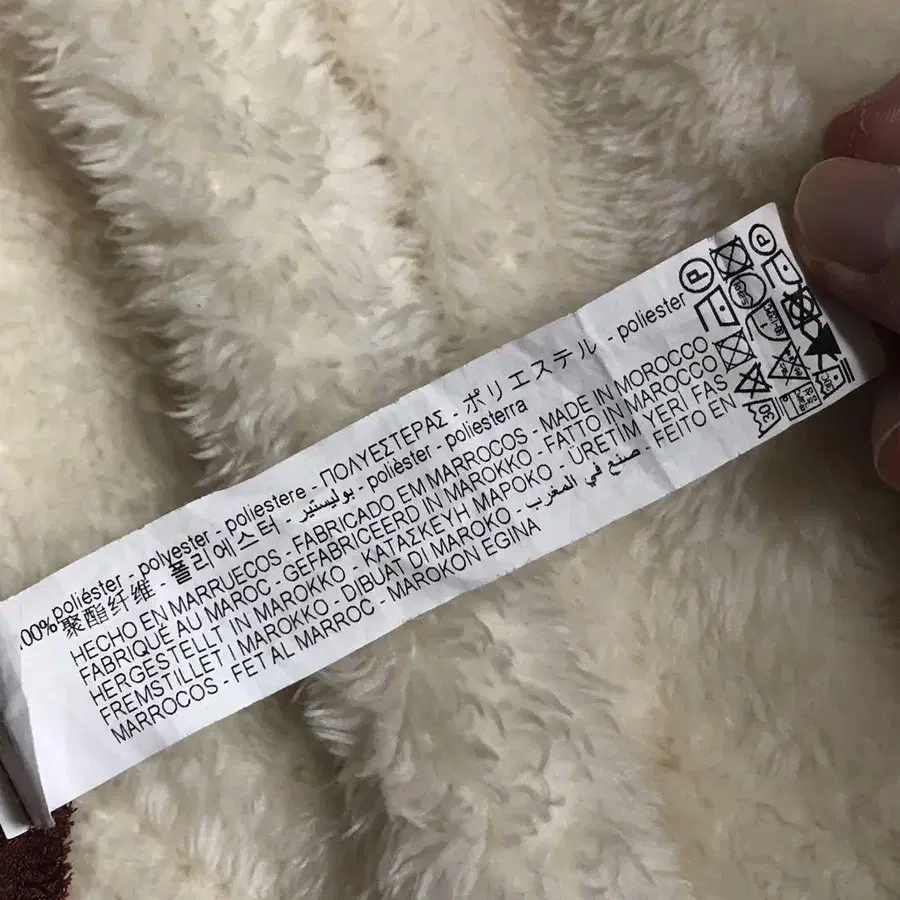 100% poliéster - polyester - poliestere - ΠΟΛΥΕΣΤΕΡΑΣ - ポリエステル - poliester
聚酯纤维 - 폴리에스터 - بوليستير - poliéster - poliesterra
HECHO EN MARRUECOS - FABRICADO EM MARROCOS - MADE IN MOROCCO
FABRIQUÉ AU MAROC - GEFABRICEERD IN MAROKKO - FATTO IN MAROCCO
HERGESTELLT IN MAROKKO - ΚΑΤΑΣΚΕΥΗ ΜΑΡΟΚΟ - ÜRETİM YERİ FAS
FREMSTILLET I MAROKKO - DIBUAT DI MAROKO - صنع في المغرب - FEITO EN
MARROCOS - FET AL MARROC - MAROKON EGINA
P
P
30